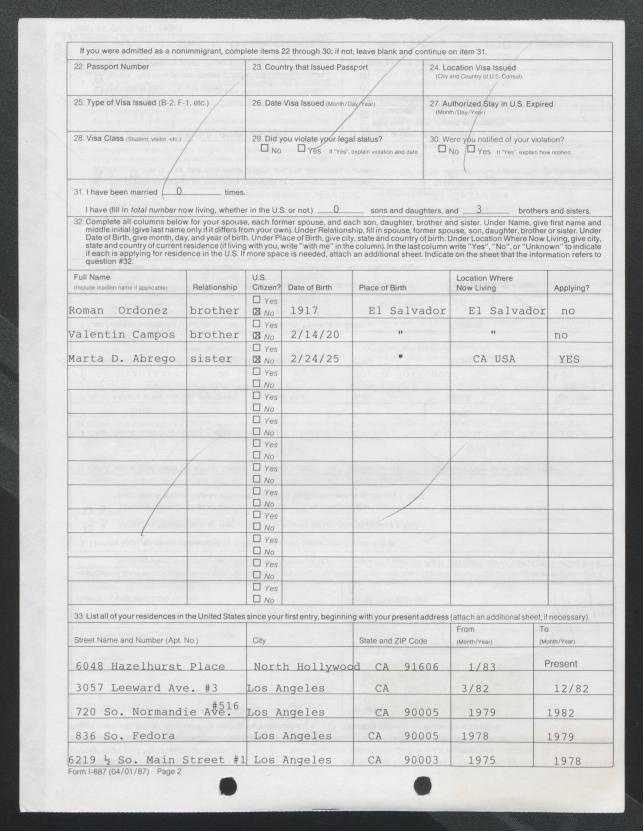 If you were admitted as a nonimmigrant, complete items 22 through 30; if not, leave blank and continue on item 31.
22. Passport Number
23. Country that Issued Passport
24. Location Visa Issued
(City and Country of U.S. Consul)
25. Type of Visa Issued (B-2, F-1, etc.)
26. Date Visa Issued (Month/Day/Year)
27. Authorized Stay in U.S. Expired
(Month/Day/Year)
28. Visa Class (Student, visitor, etc.)
29. Did you violate your legal status?
☐ No ☐ Yes If "Yes", explain violation and date.
30. Were you notified of your violation?
☐ No ☐ Yes If "Yes", explain how notified.
31. I have been married 0 times.
I have (fill in total number now living, whether in the U.S. or not.) 0 sons and daughters, and 3 brothers and sisters.
32. Complete all columns below for your spouse, each former spouse, and each son, daughter, brother and sister. Under Name, give first name and
middle initial (give last name only if it differs from your own). Under Relationship, fill in spouse, former spouse, son, daughter, brother or sister. Under
Date of Birth, give month, day, and year of birth. Under Place of Birth, give city, state and country of birth. Under Location Where Now Living, give city,
state and country of current residence (if living with you, write "with me" in the column). In the last column write "Yes", "No", or "Unknown" to indicate
if each is applying for residence in the U.S. If more space is needed, attach an additional sheet. Indicate on the sheet that the information refers to
question #32.
Full Name
(Include maiden name if applicable)
Relationship
U.S.
Citizen?
Date of Birth
Place of Birth
Location Where
Now Living
Applying?
Roman Ordonez brother ☐ Yes ☒ No 1917 El Salvador El Salvador no
Valentin Campos brother ☐ Yes ☒ No 2/14/20 " " no
Marta D. Abrego sister ☐ Yes ☒ No 2/24/25 " CA USA YES
☐ Yes
☐ No
☐ Yes
☐ No
☐ Yes
☐ No
☐ Yes
☐ No
☐ Yes
☐ No
☐ Yes
☐ No
☐ Yes
☐ No
☐ Yes
☐ No
☐ Yes
☐ No
☐ Yes
☐ No
33. List all of your residences in the United States since your first entry, beginning with your present address (attach an additional sheet, if necessary).
Street Name and Number (Apt. No.)
City
State and ZIP Code
From
(Month/Year)
To
(Month/Year)
6048 Hazelhurst Place North Hollywood CA 91606 1/83 Present
3057 Leeward Ave. #3 Los Angeles CA 3/82 12/82
720 So. Normandie Ave. #516 Los Angeles CA 90005 1979 1982
836 So. Fedora Los Angeles CA 90005 1978 1979
6219 ½ So. Main Street #1 Los Angeles CA 90003 1975 1978
Form I-687 (04/01/87) Page 2